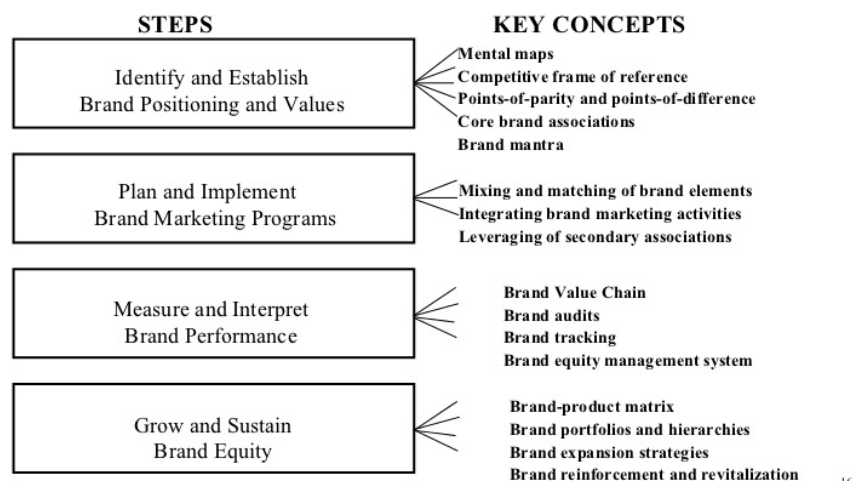 STEPS
KEY CONCEPTS
Identify and Establish
Brand Positioning and Values
Mental maps
Competitive frame of reference
Points-of-parity and points-of-difference
Core brand associations
Brand mantra
Plan and Implement
Brand Marketing Programs
Mixing and matching of brand elements
Integrating brand marketing activities
Leveraging of secondary associations
Measure and Interpret
Brand Performance
Brand Value Chain
Brand audits
Brand tracking
Brand equity management system
Grow and Sustain
Brand Equity
Brand-product matrix
Brand portfolios and hierarchies
Brand expansion strategies
Brand reinforcement and revitalization